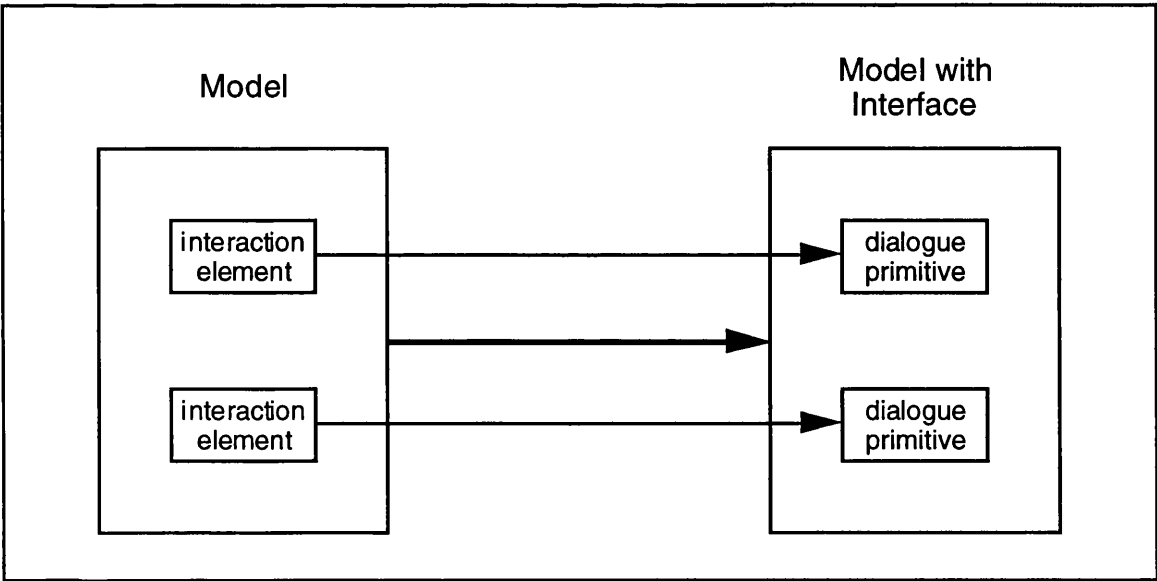 Model
Model with
Interface
interaction
element
dialogue
primitive
interaction
element
dialogue
primitive